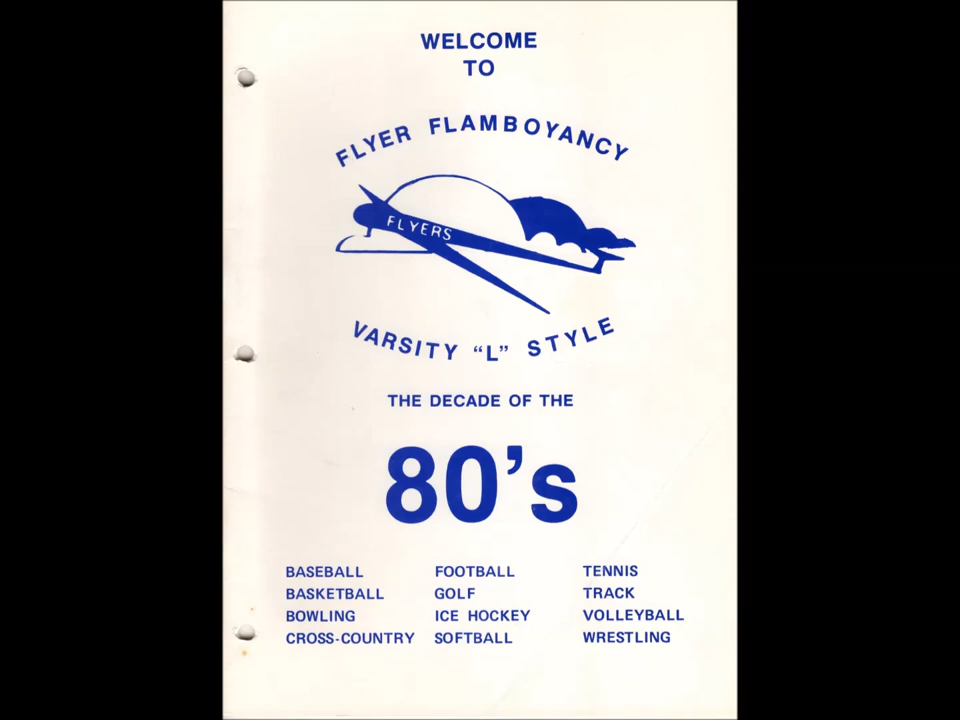 WELCOME
TO
FLYER FLAMBOYANCY
FLYERS
VARSITY “L” STYLE
THE DECADE OF THE
80’s
BASEBALL FOOTBALL TENNIS
BASKETBALL GOLF TRACK
BOWLING ICE HOCKEY VOLLEYBALL
CROSS-COUNTRY SOFTBALL WRESTLING